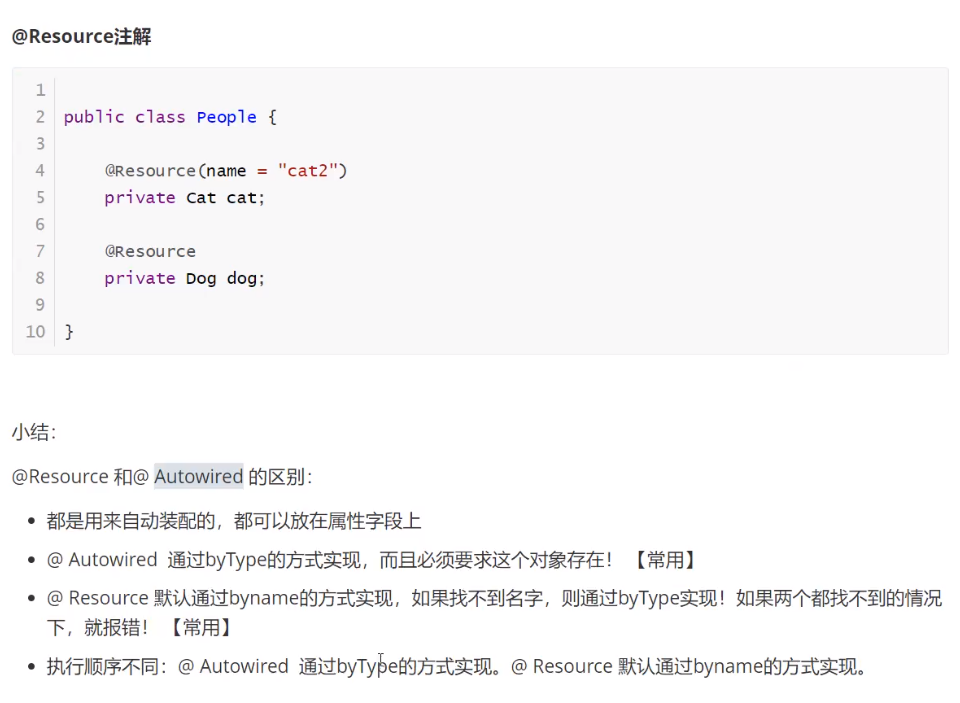 @Resource注解
1
2 public class People {
3
4     @Resource(name = "cat2")
5     private Cat cat;
6
7     @Resource
8     private Dog dog;
9
10 }
小结：
@Resource 和@ Autowired 的区别：
• 都是用来自动装配的，都可以放在属性字段上
• @ Autowired 通过byType的方式实现，而且必须要求这个对象存在！ 【常用】
• @ Resource 默认通过byname的方式实现，如果找不到名字，则通过byType实现！如果两个都找不到的情况
下，就报错！ 【常用】
• 执行顺序不同：@ Autowired 通过byType的方式实现。@ Resource 默认通过byname的方式实现。